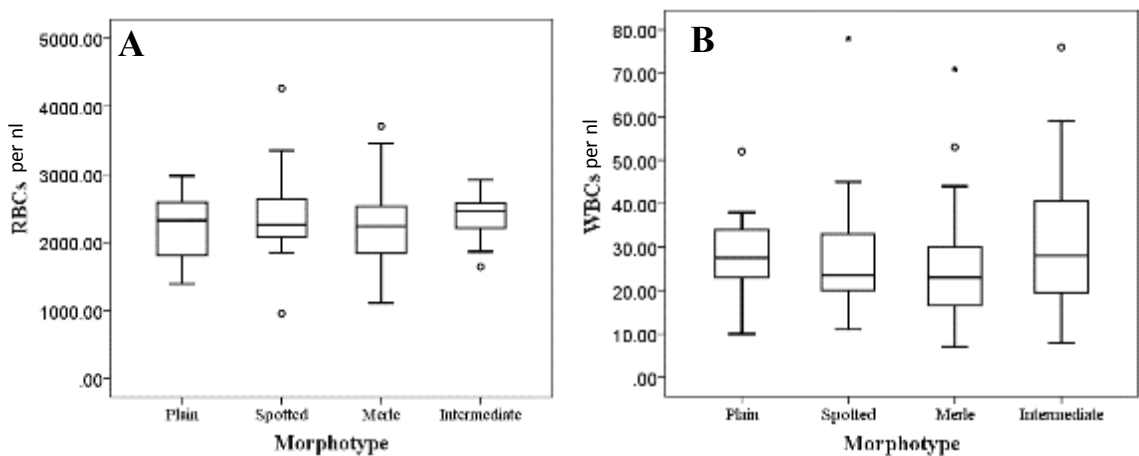 A
RBCs per nl
5000.00
4000.00
3000.00
2000.00
1000.00
.00
Plain Spotted Merle Intermediate
Morphotype
B
WBCs per nl
80.00
70.00
60.00
50.00
40.00
30.00
20.00
10.00
.00
Plain Spotted Merle Intermediate
Morphotype